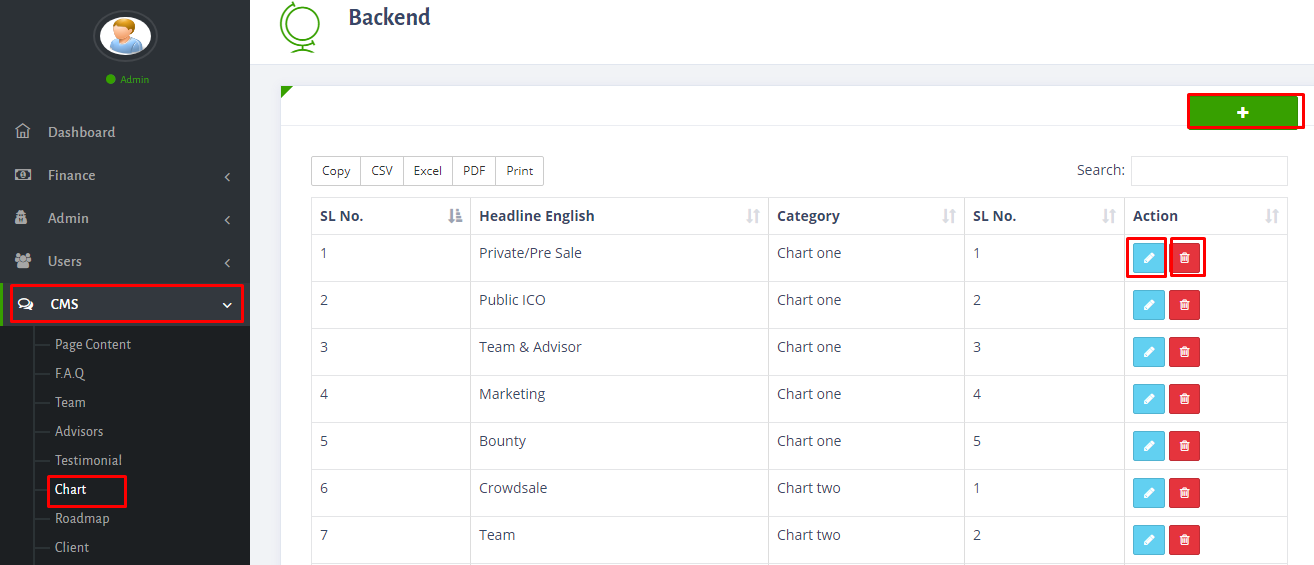 Backend
Admin
Dashboard
Finance
Admin
Users
CMS
Page Content
F.A.Q
Team
Advisors
Testimonial
Chart
Roadmap
Client
Copy CSV Excel PDF Print
Search:
SL No. Headline English Category SL No. Action
1 Private/Pre Sale Chart one 1
2 Public ICO Chart one 2
3 Team & Advisor Chart one 3
4 Marketing Chart one 4
5 Bounty Chart one 5
6 Crowdsale Chart two 1
7 Team Chart two 2